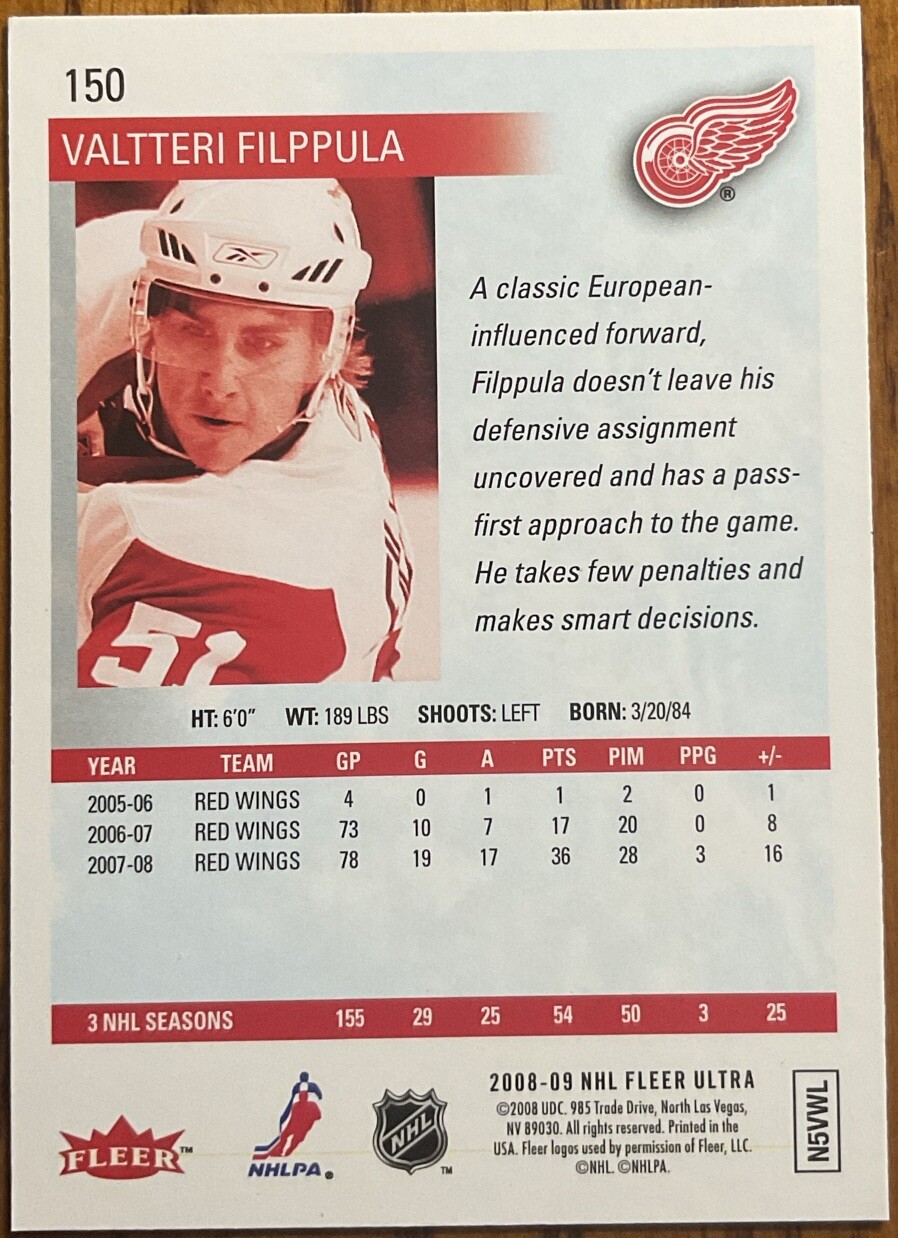 150
VALTTERI FILPPULA
®
A classic European-
influenced forward,
Filppula doesn't leave his
defensive assignment
uncovered and has a pass-
first approach to the game.
He takes few penalties and
makes smart decisions.
51
HT: 6'0" WT: 189 LBS SHOOTS: LEFT BORN: 3/20/84
YEAR TEAM GP G A PTS PIM PPG +/-
2005-06 RED WINGS 4 0 1 1 2 0 1
2006-07 RED WINGS 73 10 7 17 20 0 8
2007-08 RED WINGS 78 19 17 36 28 3 16
3 NHL SEASONS 155 29 25 54 50 3 25
FLEER™
NHLPA®
NHL™
2008-09 NHL FLEER ULTRA
©2008 UDC. 985 Trade Drive, North Las Vegas,
NV 89030. All rights reserved. Printed in the
USA. Fleer logos used by permission of Fleer, LLC.
©NHL. ©NHLPA.
N5VWL